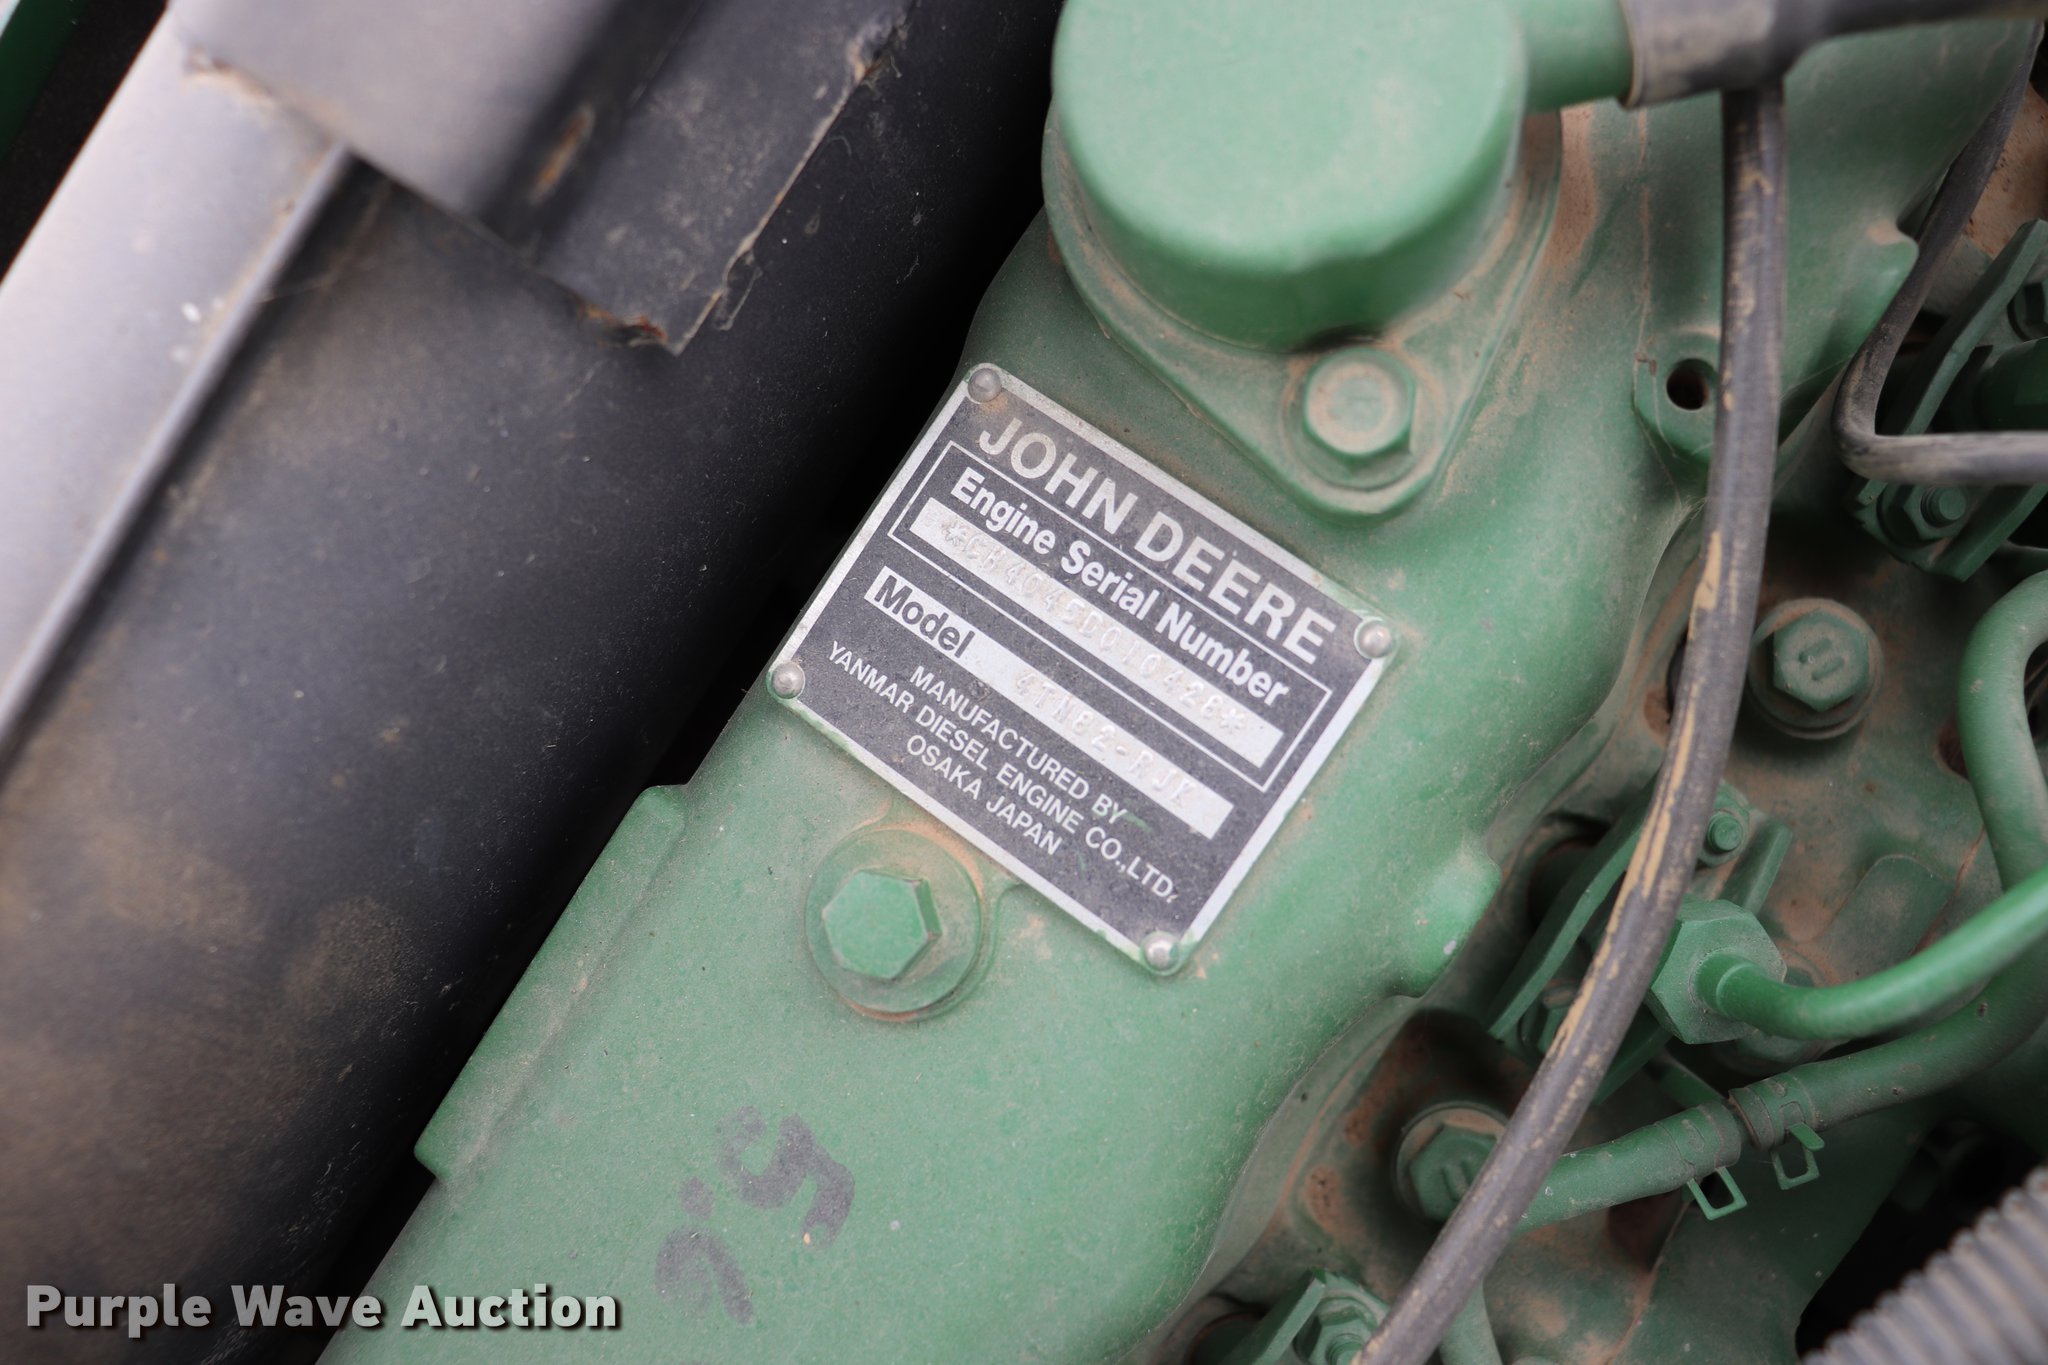 JOHN DEERE
Engine Serial Number
*CH4045D010428*
Model 4TN82-RJK
MANUFACTURED BY
YANMAR DIESEL ENGINE CO.,LTD.
OSAKA JAPAN
Purple Wave Auction